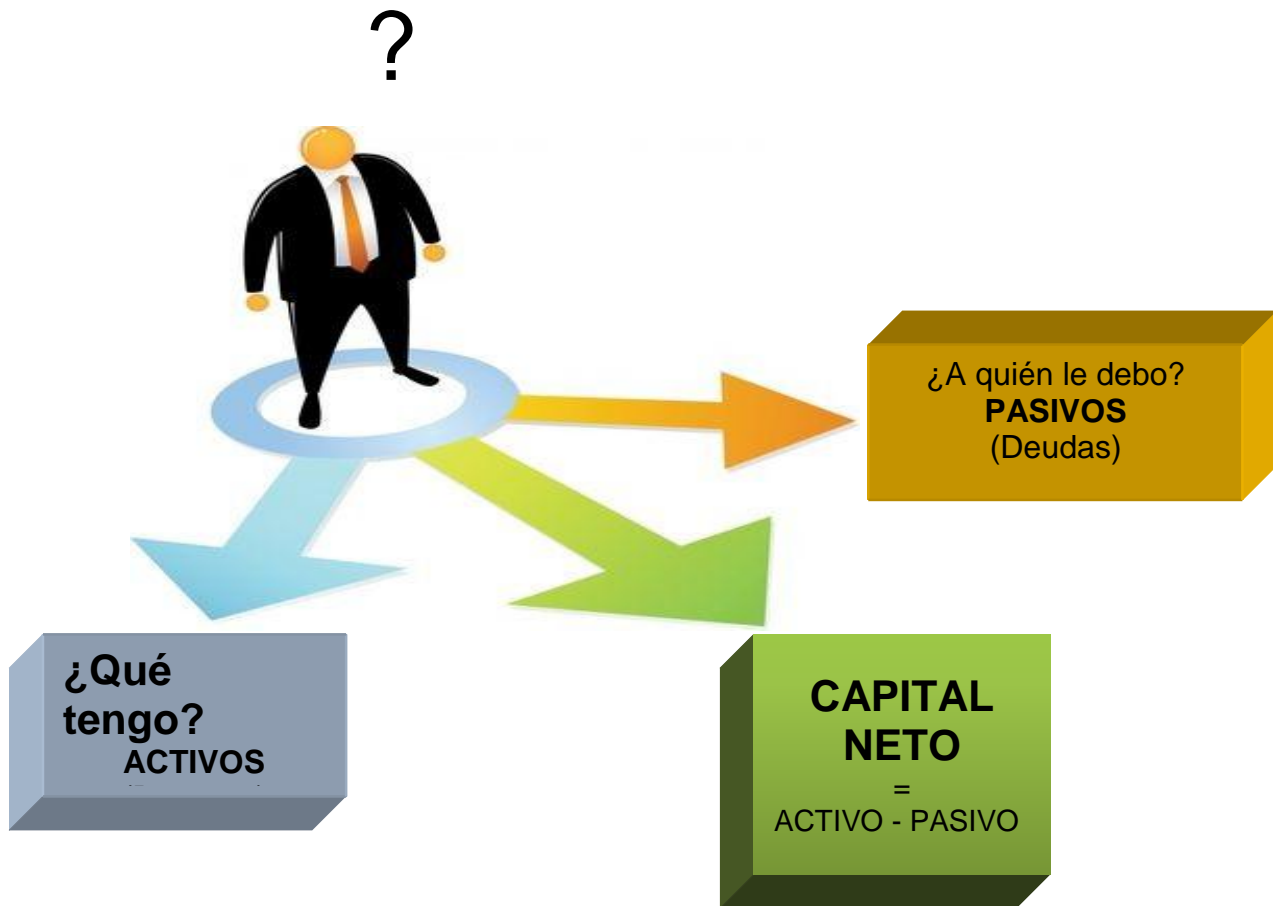 ?
¿A quién le debo?
PASIVOS
(Deudas)
¿Qué
tengo?
ACTIVOS
CAPITAL
NETO
=
ACTIVO - PASIVO